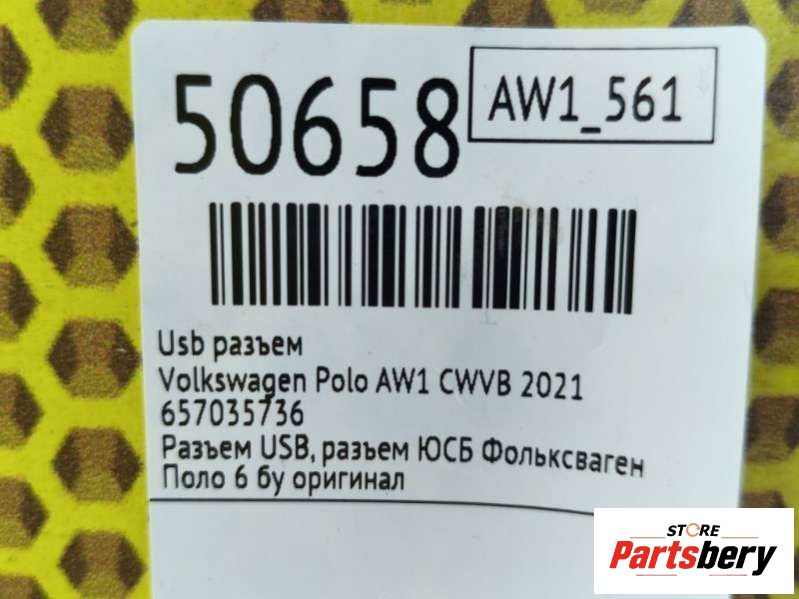 50658
AW1_561
Usb разъем
Volkswagen Polo AW1 CWVB 2021
657035736
Разъем USB, разъем ЮСБ Фольксваген
Поло 6 бу оригинал
STORE
Partsbery